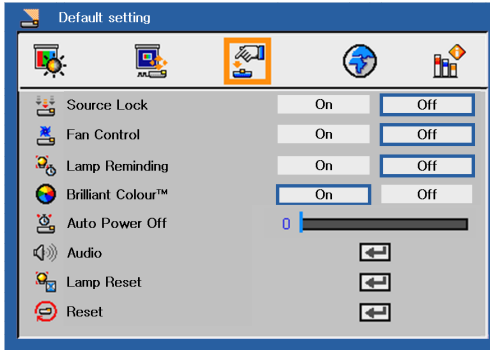 Default setting
Source Lock On Off
Fan Control On Off
Lamp Reminding On Off
Brilliant Colour™ On Off
Auto Power Off 0
Audio
Lamp Reset
Reset